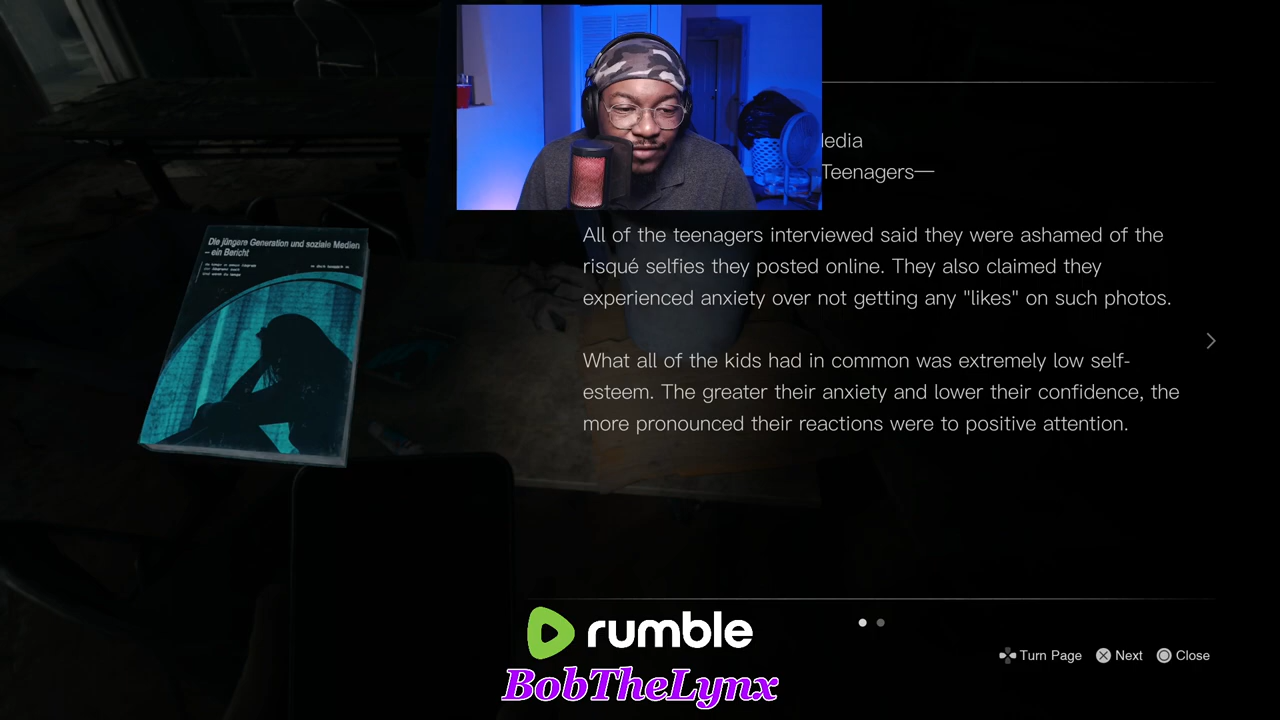 Media
Teenagers—
All of the teenagers interviewed said they were ashamed of the
risqué selfies they posted online. They also claimed they
experienced anxiety over not getting any "likes" on such photos.
What all of the kids had in common was extremely low self-
esteem. The greater their anxiety and lower their confidence, the
more pronounced their reactions were to positive attention.
Die jüngere Generation und soziale Medien
– ein Bericht
rumble
BobTheLynx
Turn Page
Next
Close